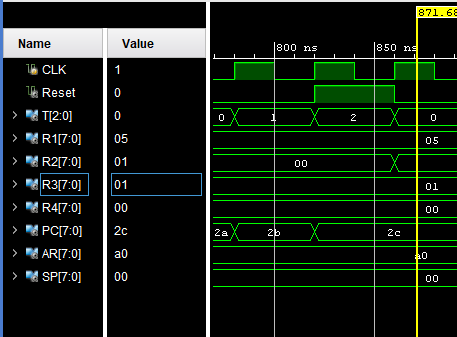 871.68
Name Value 800 ns 850 ns
CLK 1
Reset 0
T[2:0] 0 0 1 2 0
R1[7:0] 05 05
R2[7:0] 01 00
R3[7:0] 01 01
R4[7:0] 00 00
PC[7:0] 2c 2a 2b 2c
AR[7:0] a0 a0
SP[7:0] 00 00